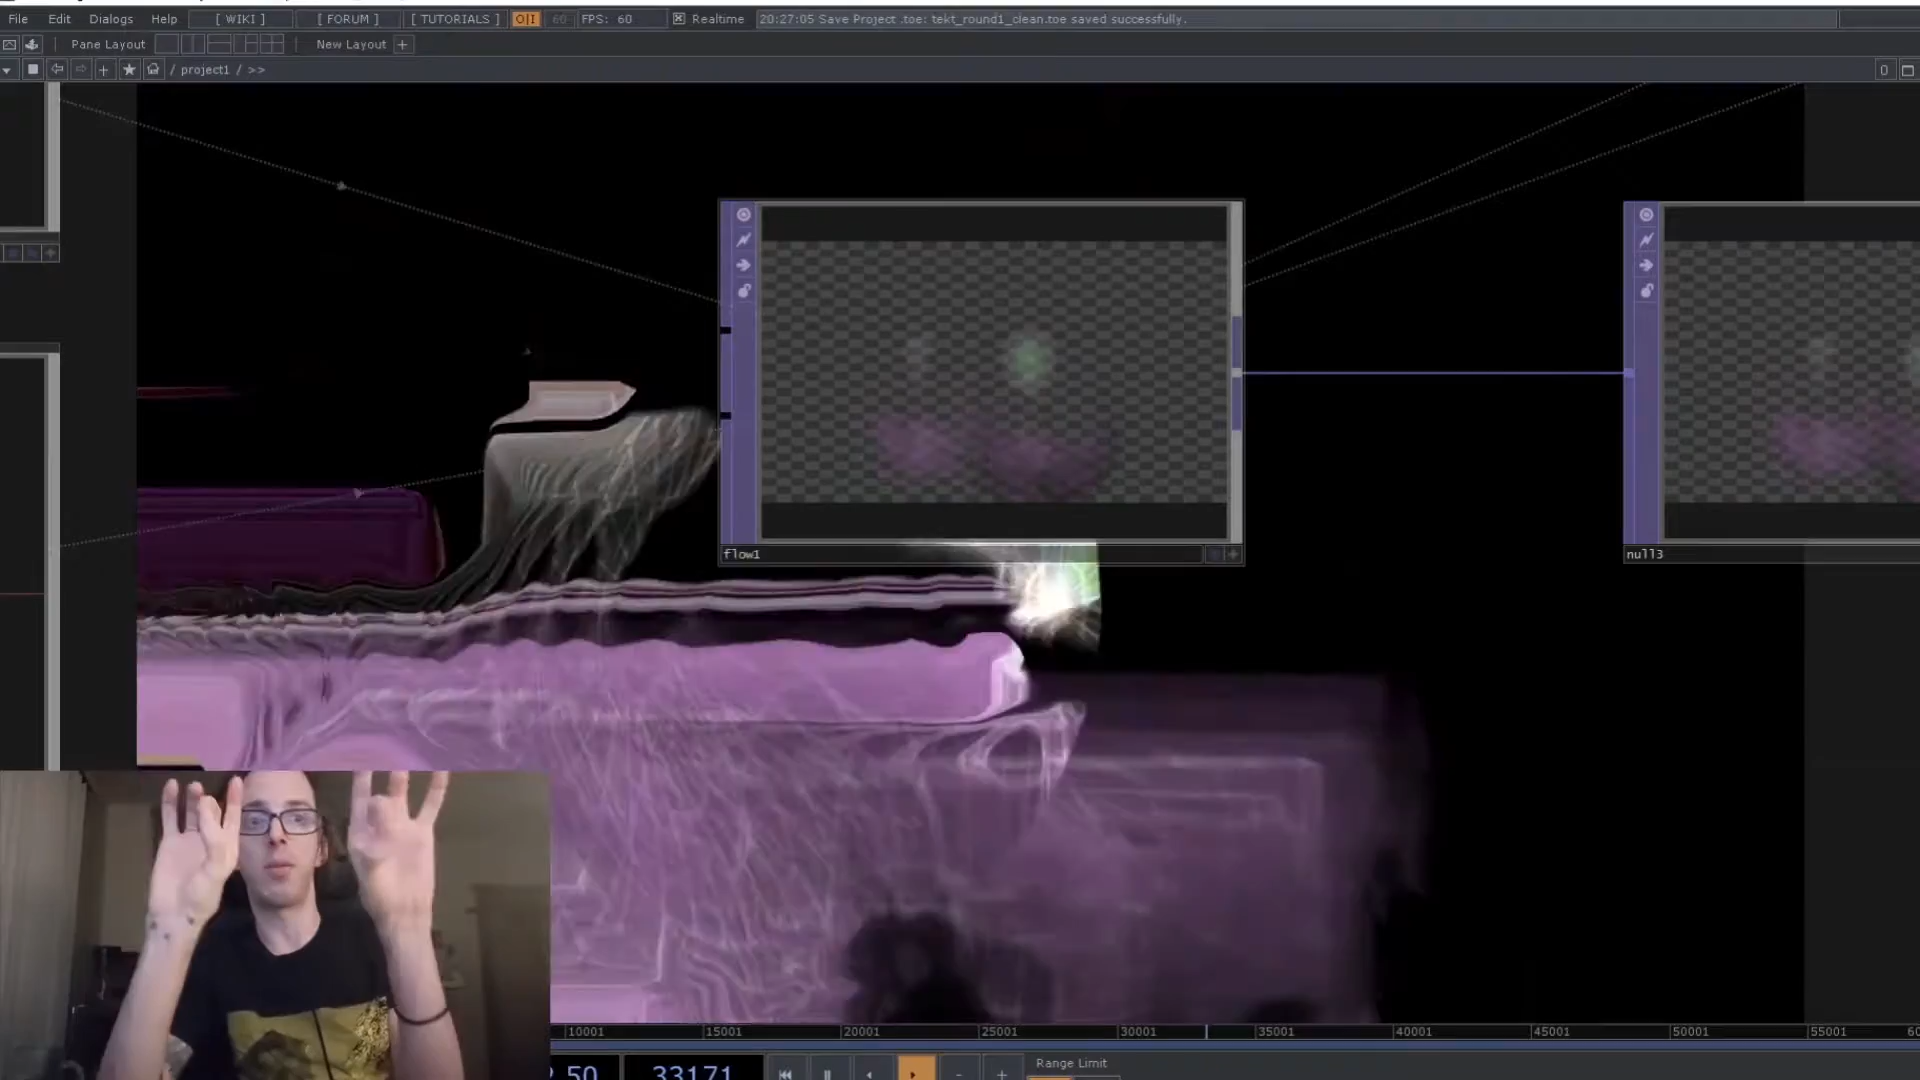 File Edit Dialogs Help [ WIKI ] [ FORUM ] [ TUTORIALS ] O|I 60 FPS: 60 Realtime 20:27:05 Save Project .toe: tekt_round1_clean.toe saved successfully.
Pane Layout New Layout +
/ project1 / >> 0
flow1
null3
10001 15001 20001 25001 30001 35001 40001 45001 50001 55001
.50 33171 Range Limit